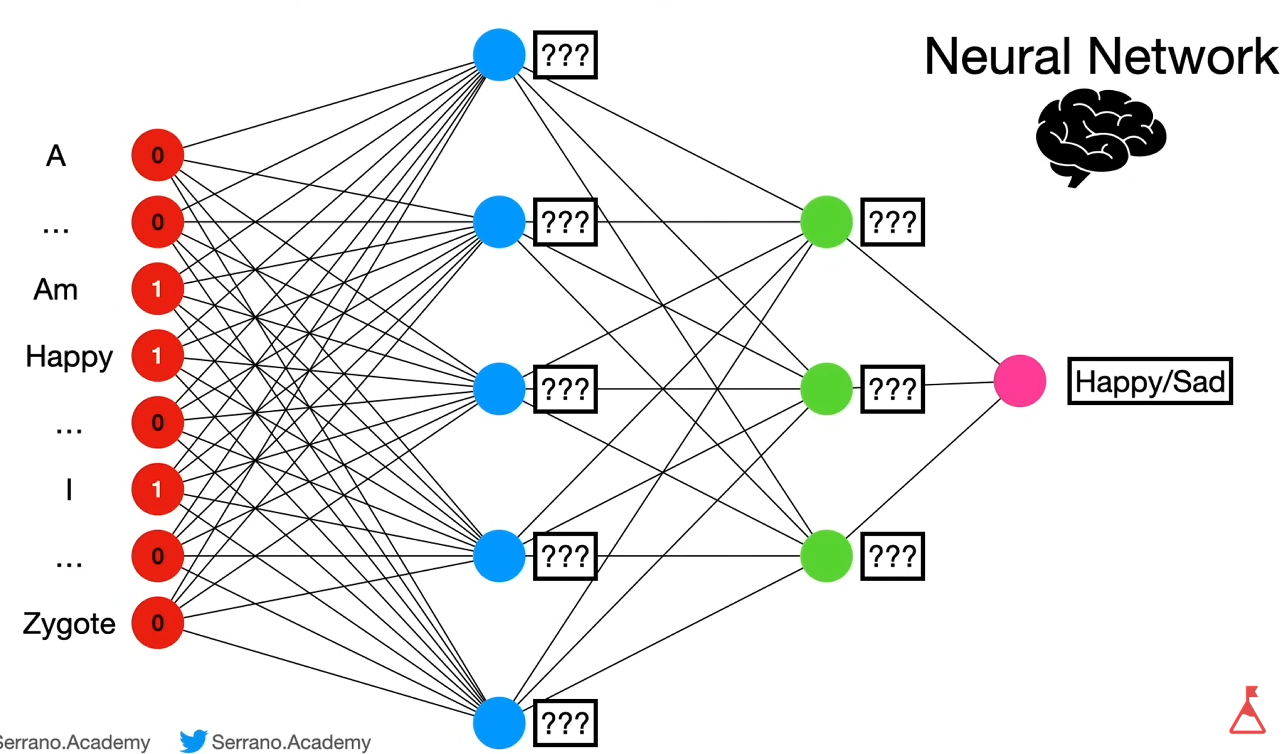 Neural Network
???
A 0
... 0 ??? ???
Am 1
Happy 1
??? ??? Happy/Sad
... 0
I 1
... 0 ??? ???
Zygote 0
???
Serrano.Academy Serrano.Academy